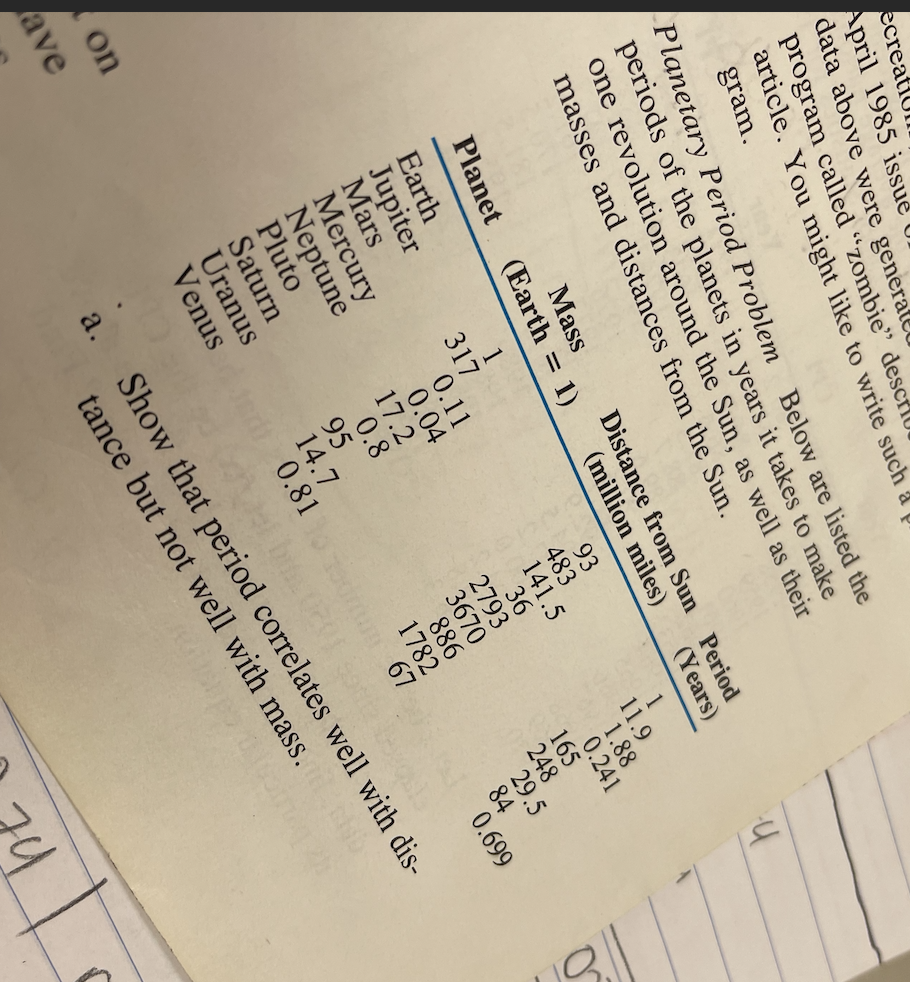 April 1985 issue
data above were generated
program called "zombie"
article. You might like to write such a
gram.
Planetary Period Problem Below are listed the
periods of the planets in years it takes to make
one revolution around the Sun, as well as their
masses and distances from the Sun.
Planet Mass (Earth = 1) Distance from Sun (million miles) Period (Years)
Earth 1 93 1
Jupiter 317 483 11.9
Mars 0.11 141.5 1.88
Mercury 0.04 36 0.241
Neptune 17.2 2793 165
Pluto 0.8 3670 248
Saturn 95 886 29.5
Uranus 14.7 1782 84
Venus 0.81 67 0.699
a. Show that period correlates well with dis-
tance but not well with mass.
on